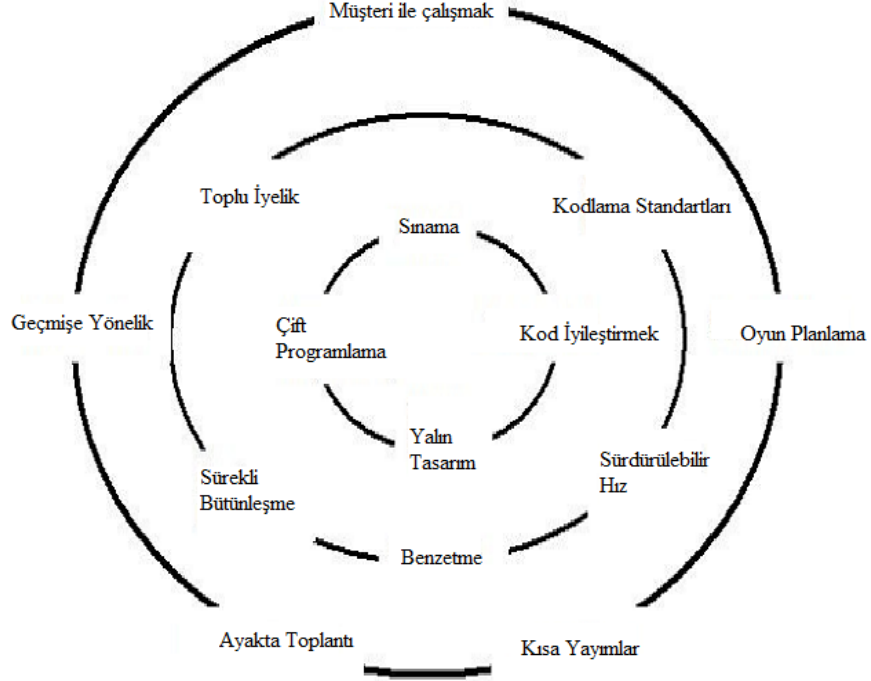 Müşteri ile çalışmak
Toplu İyelik
Kodlama Standartları
Sınama
Geçmişe Yönelik
Çift
Programlama
Kod İyileştirmek
Oyun Planlama
Yalın
Tasarım
Sürekli
Bütünleşme
Sürdürülebilir
Hız
Benzetme
Ayakta Toplantı
Kısa Yayımlar